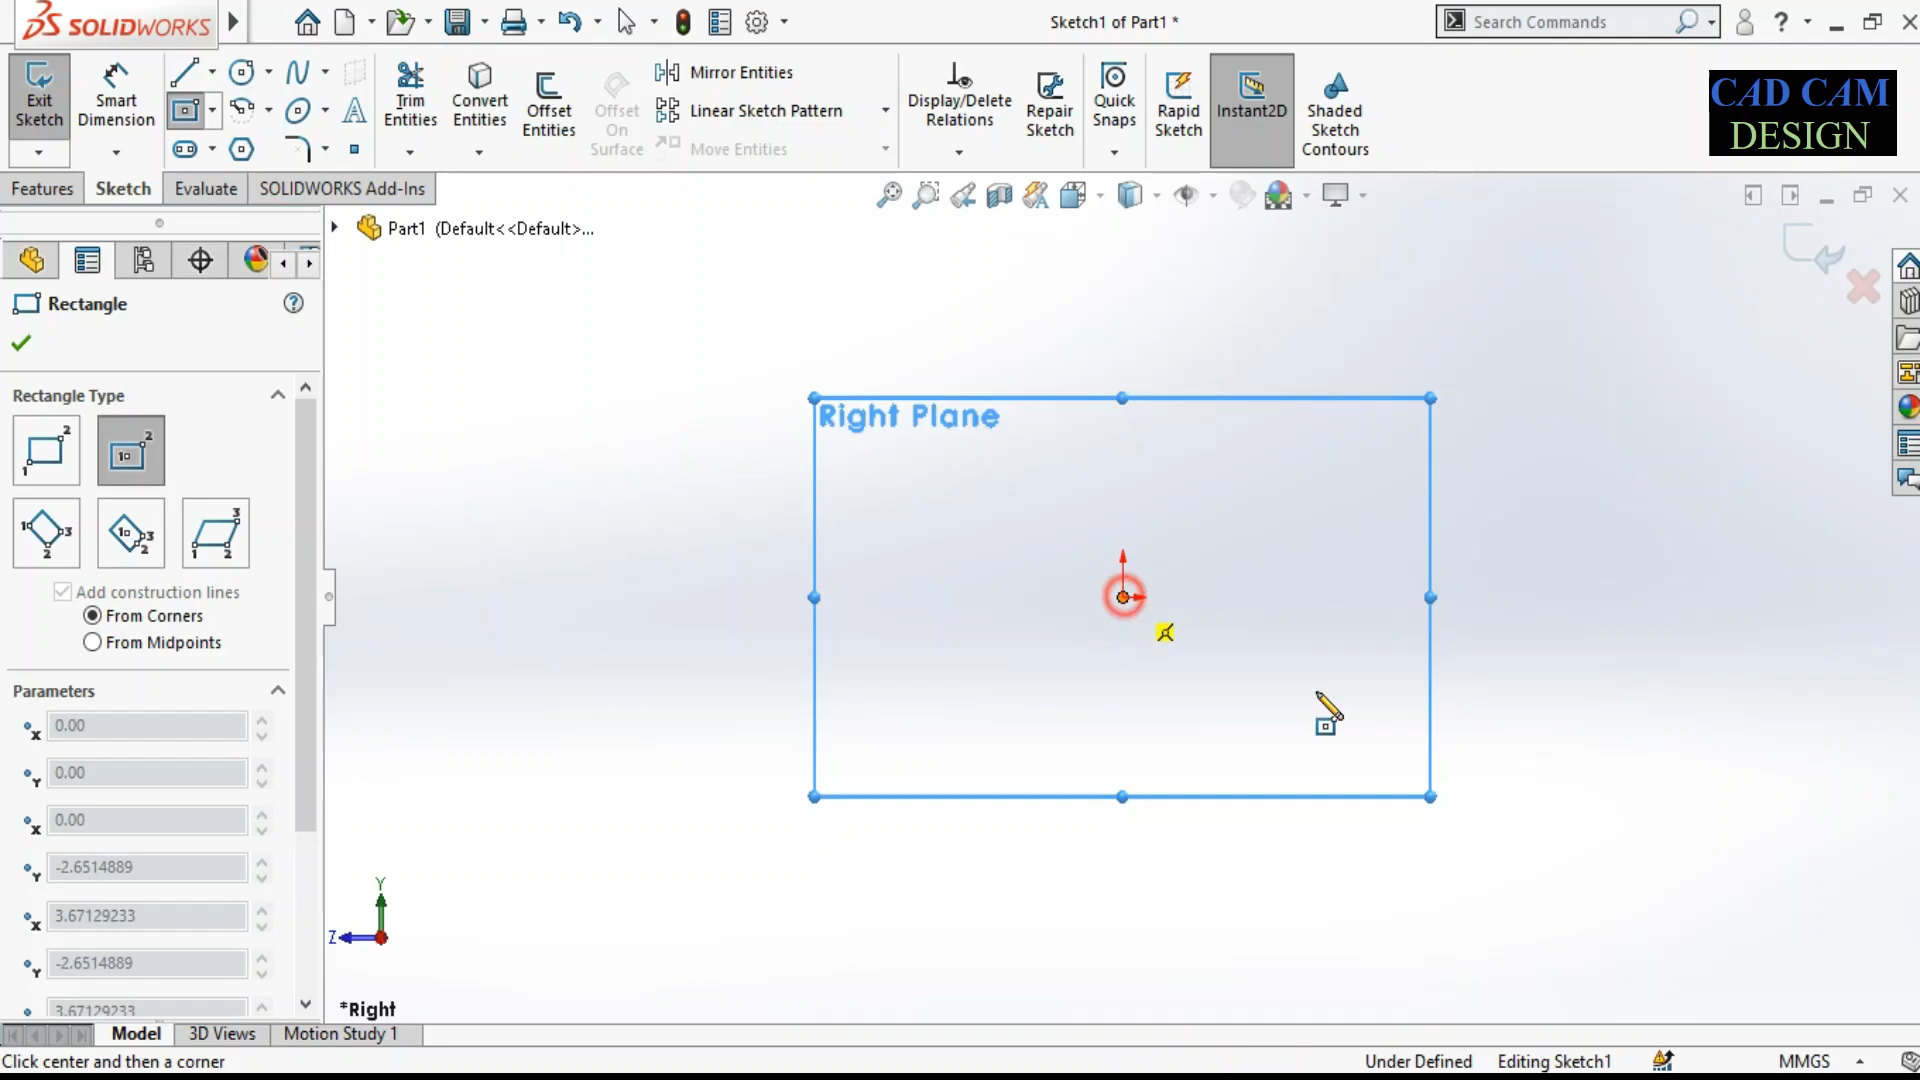 SOLIDWORKS
Sketch1 of Part1 *
Search Commands
Exit Sketch
Smart Dimension
Trim Entities
Convert Entities
Offset Entities
Offset On Surface
Mirror Entities
Linear Sketch Pattern
Move Entities
Display/Delete Relations
Repair Sketch
Quick Snaps
Rapid Sketch
Instant2D
Shaded Sketch Contours
CAD CAM
DESIGN
Features
Sketch
Evaluate
SOLIDWORKS Add-Ins
Part1 (Default<<Default>...
Rectangle
Rectangle Type
Add construction lines
From Corners
From Midpoints
Parameters
0.00
0.00
0.00
-2.6514889
3.67129233
-2.6514889
3.67129233
Right Plane
Y
Z
*Right
Model
3D Views
Motion Study 1
Click center and then a corner
Under Defined
Editing Sketch1
MMGS